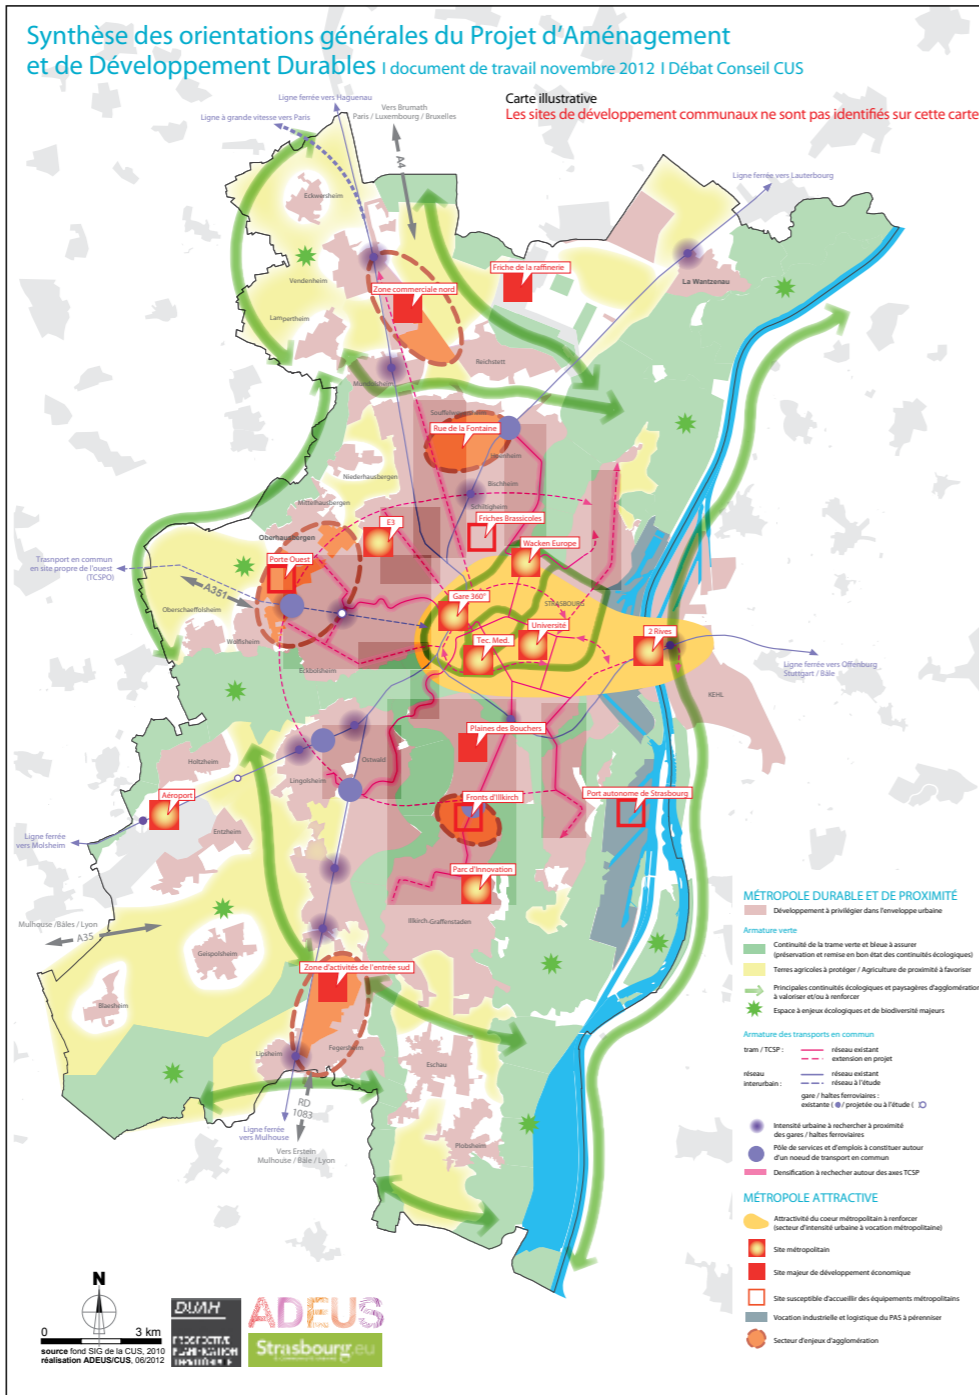 Synthèse des orientations générales du Projet d'Aménagement
et de Développement Durables I document de travail novembre 2012 I Débat Conseil CUS
Carte illustrative
Les sites de développement communaux ne sont pas identifiés sur cette carte
Ligne ferrée vers Haguenau
Ligne à grande vitesse vers Paris
Vers Brumath
Paris / Luxembourg / Bruxelles
A4
Ligne ferrée vers Lauterbourg
Eckwersheim
Vendenheim
Lampertheim
Zone commerciale nord
Friche de la raffinerie
La Wantzenau
Reichstett
Mundolsheim
Rue de la Fontaine
Niederhausbergen
Mittelhausbergen
Bischheim
Schiltigheim
Oberhausbergen
E3
Friches Brassicoles
Wacken Europe
Transport en commun
en site propre de l'ouest
(TCSPO)
Porte Ouest
A351
Oberschaeffolsheim
Wolfisheim
Gare 360°
STRASBOURG
Université
Tec. Med.
2 Rives
Eckbolsheim
Ligne ferrée vers Offenburg
Stuttgart / Bâle
KEHL
Holtzheim
Lingolsheim
Ostwald
Plaines des Bouchers
Aéroport
Fronts d'Illkirch
Port autonome de Strasbourg
Entzheim
Ligne ferrée
vers Molsheim
Parc d'Innovation
Illkirch-Graffenstaden
Mulhouse /Bâles / Lyon
A35
Geispolsheim
Blaesheim
Zone d'activités de l'entrée sud
Lipsheim
Fegersheim
Eschau
RD
1083
Plobsheim
Ligne ferrée
vers Mulhouse
Vers Erstein
Mulhouse / Bâle / Lyon
MÉTROPOLE DURABLE ET DE PROXIMITÉ
Développement à privilégier dans l'enveloppe urbaine
Armature verte
Continuité de la trame verte et bleue à assurer
(préservation et remise en bon état des continuités écologiques)
Terres agricoles à protéger / Agriculture de proximité à favoriser
Principales continuités écologiques et paysagères d'agglomération
à valoriser et/ou à renforcer
Espace à enjeux écologiques et de biodiversité majeurs
Armature des transports en commun
tram / TCSP : réseau existant
extension en projet
réseau
interurbain : réseau existant
réseau à l'étude
gare / haltes ferroviaires :
existante ( / projetée ou à l'étude ( )
Intensité urbaine à rechercher à proximité
des gares / haltes ferroviaires
Pôle de services et d'emplois à constituer autour
d'un noeud de transport en commun
Densification à rechecher autour des axes TCSP
MÉTROPOLE ATTRACTIVE
Attractivité du coeur métropolitain à renforcer
(secteur d'intensité urbaine à vocation métropolitaine)
Site métropolitain
Site majeur de développement économique
Site susceptible d'accueillir des équipements métropolitains
Vocation industrielle et logistique du PAS à pérenniser
Secteur d'enjeux d'agglomération
N
0 3 km
source fond SIG de la CUS, 2010
réalisation ADEUS/CUS, 06/2012
DUAH
PROSPECTIVE
PLANIFICATION
TERRITORIALE
ADEUS
Strasbourg.eu